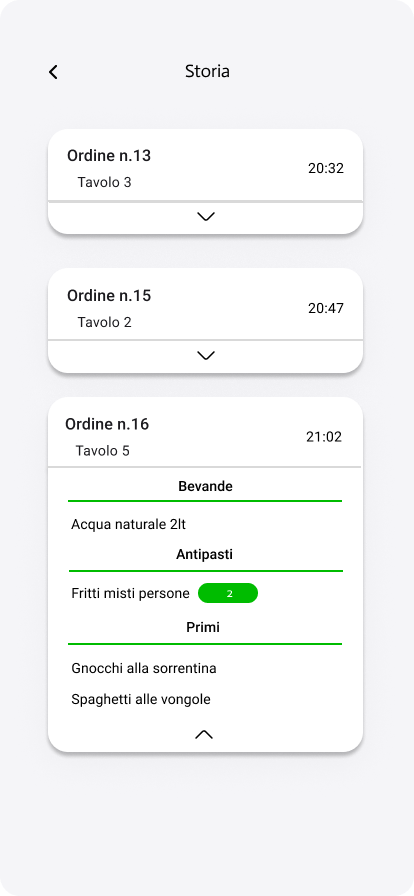 Storia
Ordine n.13
20:32
Tavolo 3
Ordine n.15
20:47
Tavolo 2
Ordine n.16
21:02
Tavolo 5
Bevande
Acqua naturale 2lt
Antipasti
Fritti misti persone 2
Primi
Gnocchi alla sorrentina
Spaghetti alle vongole